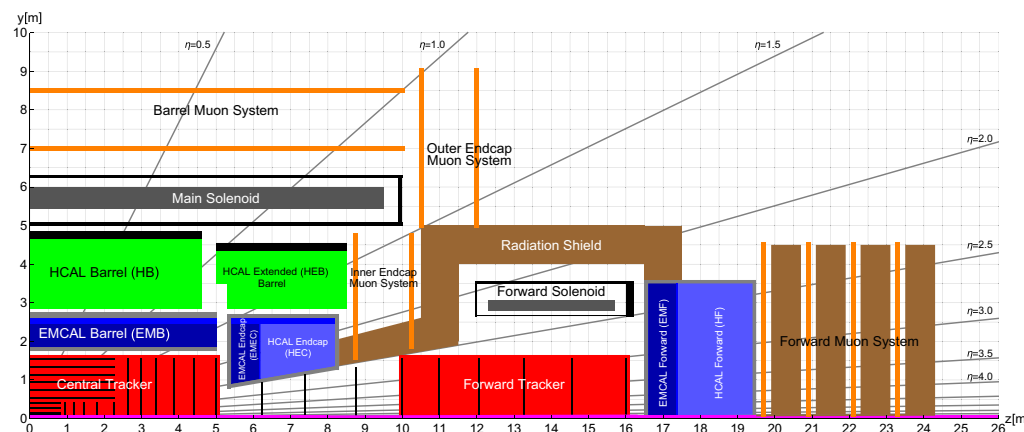 y[m]
10
9
8
7
6
5
4
3
2
1
0
η=0.5
η=1.0
η=1.5
η=2.0
η=2.5
η=3.0
η=3.5
η=4.0
Barrel Muon System
Outer Endcap
Muon System
Main Solenoid
Radiation Shield
HCAL Barrel (HB)
HCAL Extended (HEB)
Barrel
Inner Endcap
Muon System
Forward Solenoid
EMCAL Barrel (EMB)
EMCAL Endcap
(EMEC)
HCAL Endcap
(HEC)
EMCAL Forward (EMF)
HCAL Forward (HF)
Forward Muon System
Central Tracker
Forward Tracker
0 1 2 3 4 5 6 7 8 9 10 11 12 13 14 15 16 17 18 19 20 21 22 23 24 25 26
z[m